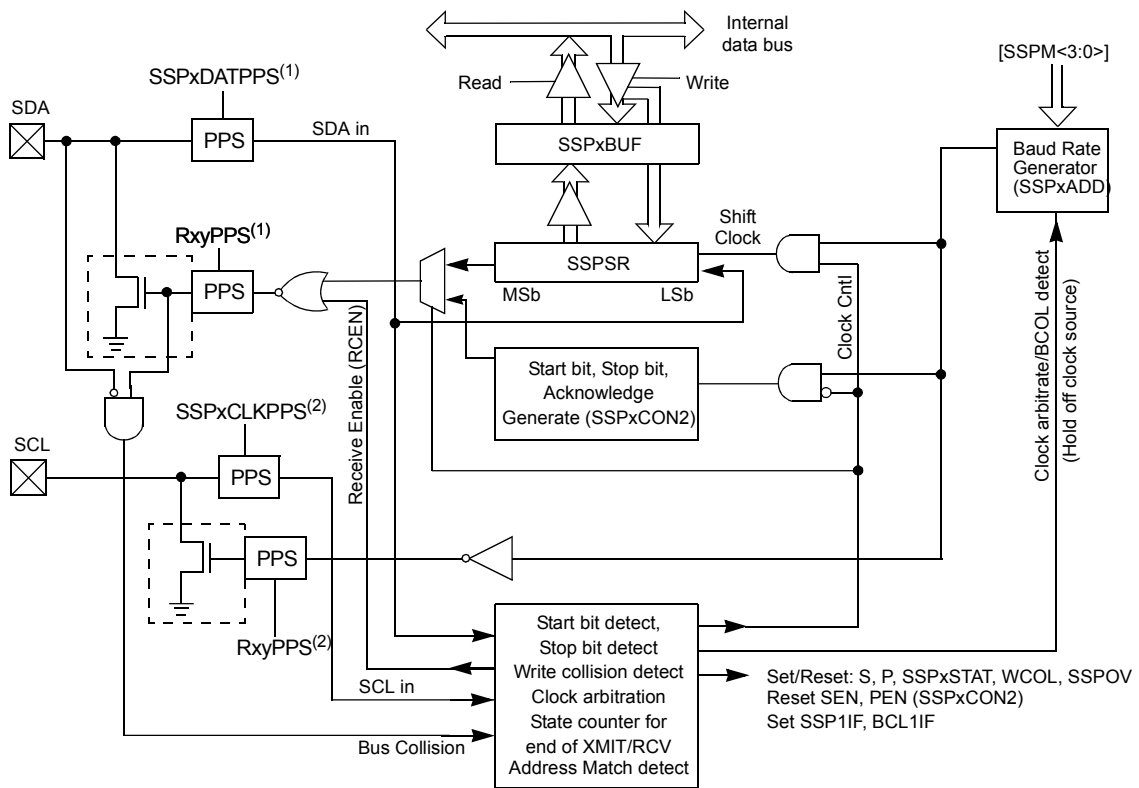 Internal
data bus
[SSPM<3:0>]
Read
Write
SSPxDATPPS(1)
SDA
PPS
SDA in
SSPxBUF
Baud Rate
Generator
(SSPxADD)
Shift
Clock
RxyPPS(1)
PPS
SSPSR
MSb
LSb
Clock Cntl
Receive Enable (RCEN)
Clock arbitrate/BCOL detect
(Hold off clock source)
Start bit, Stop bit,
Acknowledge
Generate (SSPxCON2)
SSPxCLKPPS(2)
SCL
PPS
PPS
RxyPPS(2)
SCL in
Bus Collision
Start bit detect,
Stop bit detect
Write collision detect
Clock arbitration
State counter for
end of XMIT/RCV
Address Match detect
Set/Reset: S, P, SSPxSTAT, WCOL, SSPOV
Reset SEN, PEN (SSPxCON2)
Set SSP1IF, BCL1IF